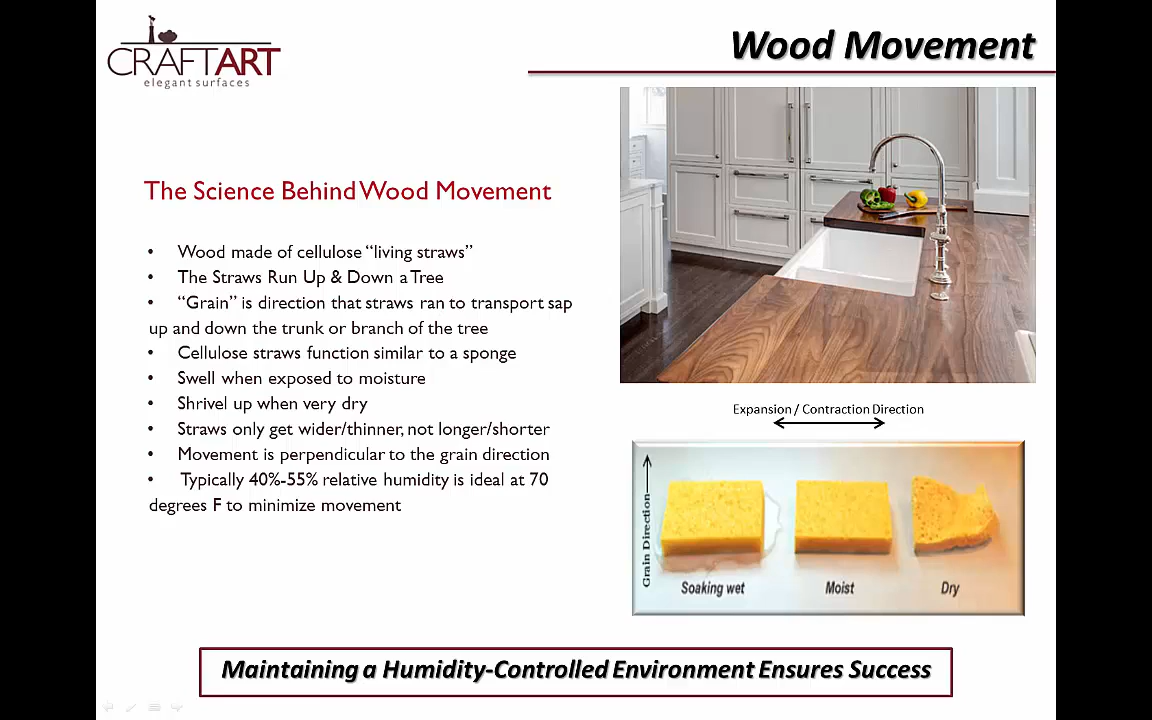 CRAFTART
elegant surfaces
Wood Movement
The Science Behind Wood Movement
• Wood made of cellulose “living straws”
• The Straws Run Up & Down a Tree
• “Grain” is direction that straws ran to transport sap
up and down the trunk or branch of the tree
• Cellulose straws function similar to a sponge
• Swell when exposed to moisture
• Shrivel up when very dry
• Straws only get wider/thinner, not longer/shorter
• Movement is perpendicular to the grain direction
• Typically 40%-55% relative humidity is ideal at 70
degrees F to minimize movement
Expansion / Contraction Direction
Grain Direction
Soaking wet
Moist
Dry
Maintaining a Humidity-Controlled Environment Ensures Success